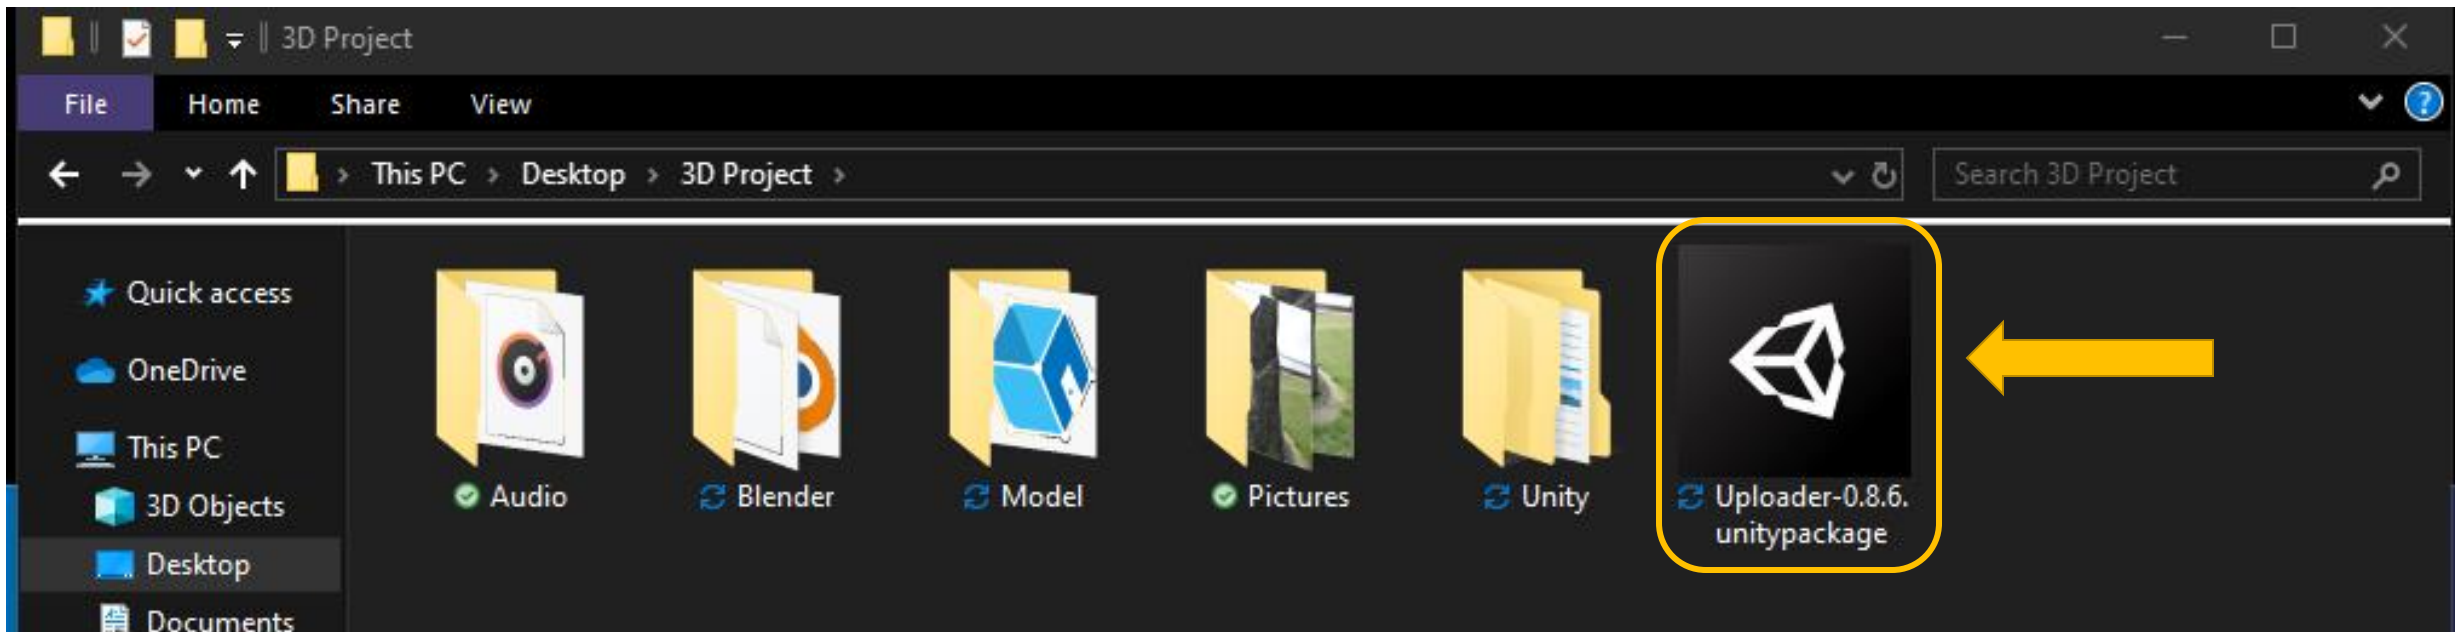 3D Project
File Home Share View
This PC Desktop 3D Project
Search 3D Project
Quick access
OneDrive
This PC
3D Objects
Desktop
Documents
Audio
Blender
Model
Pictures
Unity
Uploader-0.8.6.
unitypackage